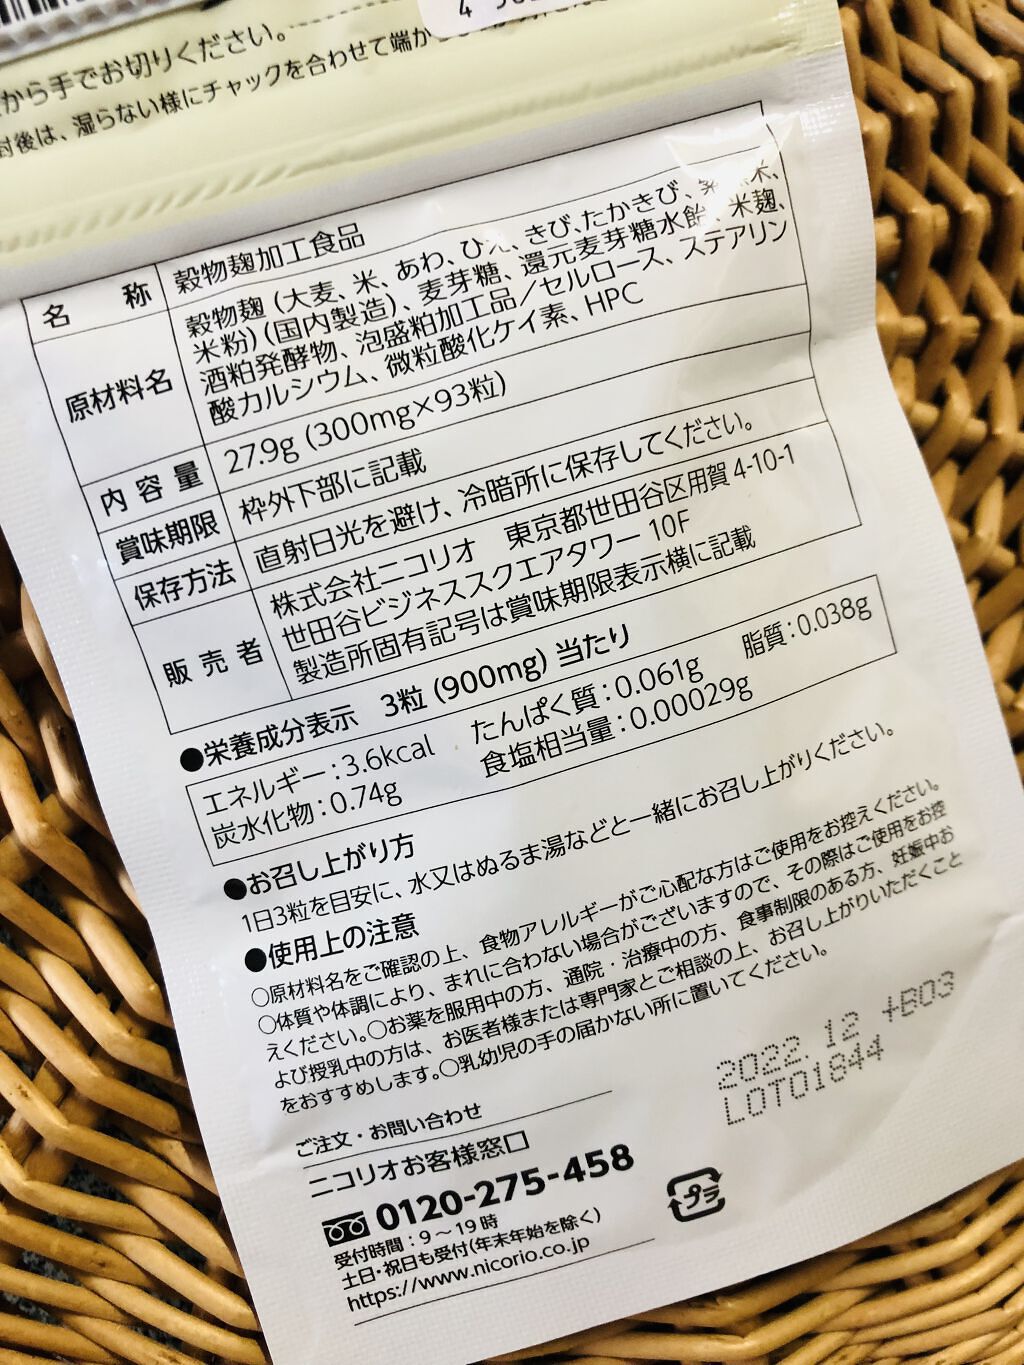 から手でお切りください。
封後は、湿らない様にチャックを合わせて端か
名 称 穀物麹加工食品
原材料名 穀物麹（大麦、米、あわ、ひえ、きび、たかきび、米、
米粉）（国内製造）、麦芽糖、還元麦芽糖水飴、米麹、
酒粕発酵物、泡盛粕加工品／セルロース、ステアリン
酸カルシウム、微粒酸化ケイ素、HPC
内容量 27.9g（300mg×93粒）
賞味期限 枠外下部に記載
保存方法 直射日光を避け、冷暗所に保存してください。
販売者 株式会社ニコリオ 東京都世田谷区用賀4-10-1
世田谷ビジネススクエアタワー 10F
製造所固有記号は賞味期限表示横に記載
●栄養成分表示 3粒（900mg）当たり
エネルギー：3.6kcal たんぱく質：0.061g 脂質：0.038g
炭水化物：0.74g 食塩相当量：0.00029g
●お召し上がり方
1日3粒を目安に、水又はぬるま湯などと一緒にお召し上がりください。
●使用上の注意
○原材料名をご確認の上、食物アレルギーがご心配な方はご使用をお控えください。
○体質や体調により、まれに合わない場合がございますので、その際はご使用をお控
えください。○お薬を服用中の方、通院・治療中の方、食事制限のある方、妊娠中お
よび授乳中の方は、お医者様または専門家とご相談の上、お召し上がりいただくこと
をおすすめします。○乳幼児の手の届かない所に置いてください。
2022.12 +B03
LOT01844
ご注文・お問い合わせ
ニコリオお客様窓口
0120-275-458
受付時間：9～19時
土日・祝日も受付（年末年始を除く）
https://www.nicorio.co.jp
プラ